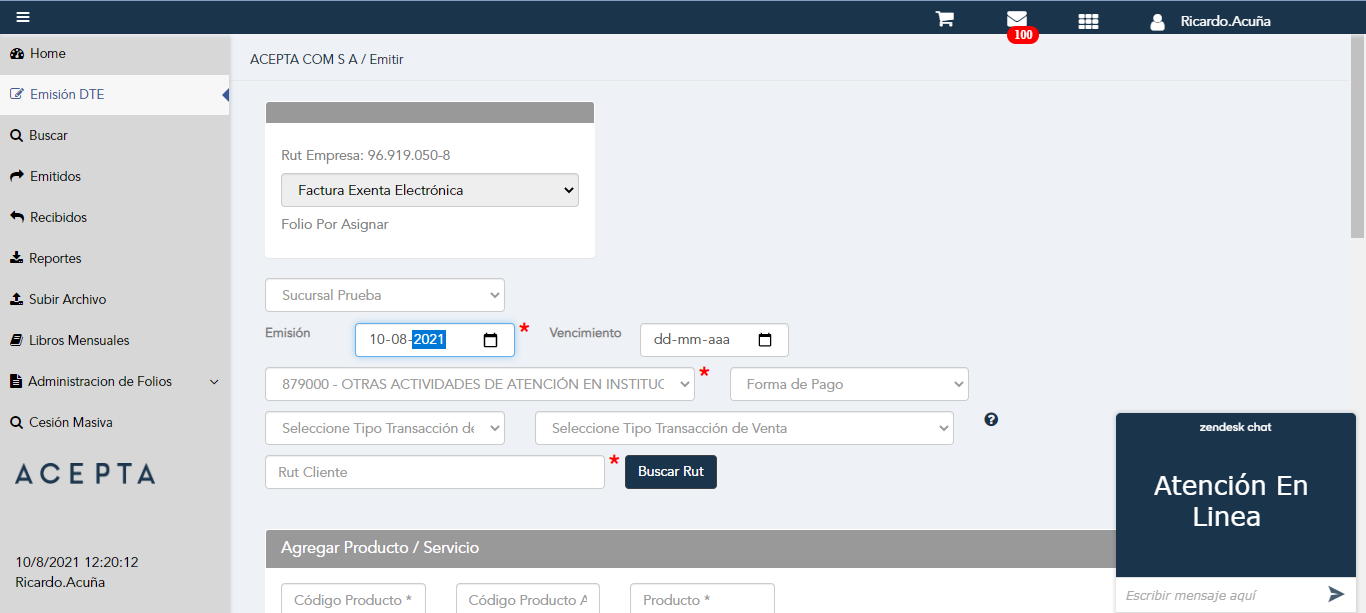 Ricardo.Acuña
100
Home
Emisión DTE
Buscar
Emitidos
Recibidos
Reportes
Subir Archivo
Libros Mensuales
Administracion de Folios
Cesión Masiva
ACEPTA
10/8/2021 12:20:12
Ricardo.Acuña
ACEPTA COM S A / Emitir
Rut Empresa: 96.919.050-8
Factura Exenta Electrónica
Folio Por Asignar
Sucursal Prueba
Emisión 10-08-2021 * Vencimiento dd-mm-aaa
879000 - OTRAS ACTIVIDADES DE ATENCIÓN EN INSTITUC * Forma de Pago
Seleccione Tipo Transacción de Seleccione Tipo Transacción de Venta ?
Rut Cliente * Buscar Rut
Agregar Producto / Servicio
Código Producto * Código Producto A Producto *
zendesk chat
Atención En
Linea
Escribir mensaje aquí